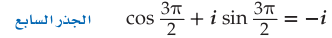 الجذر السابع cos 3π/2 + i sin 3π/2 = −i